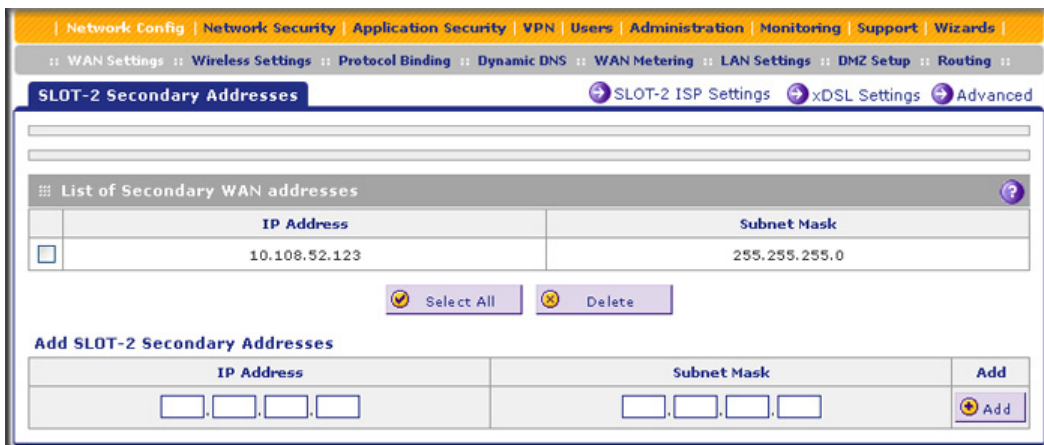 | Network Config | Network Security | Application Security | VPN | Users | Administration | Monitoring | Support | Wizards |
:: WAN Settings :: Wireless Settings :: Protocol Binding :: Dynamic DNS :: WAN Metering :: LAN Settings :: DMZ Setup :: Routing ::
SLOT-2 Secondary Addresses SLOT-2 ISP Settings xDSL Settings Advanced
List of Secondary WAN addresses ?
IP Address Subnet Mask
10.108.52.123 255.255.255.0
Select All Delete
Add SLOT-2 Secondary Addresses
IP Address Subnet Mask Add
. . . . . . Add